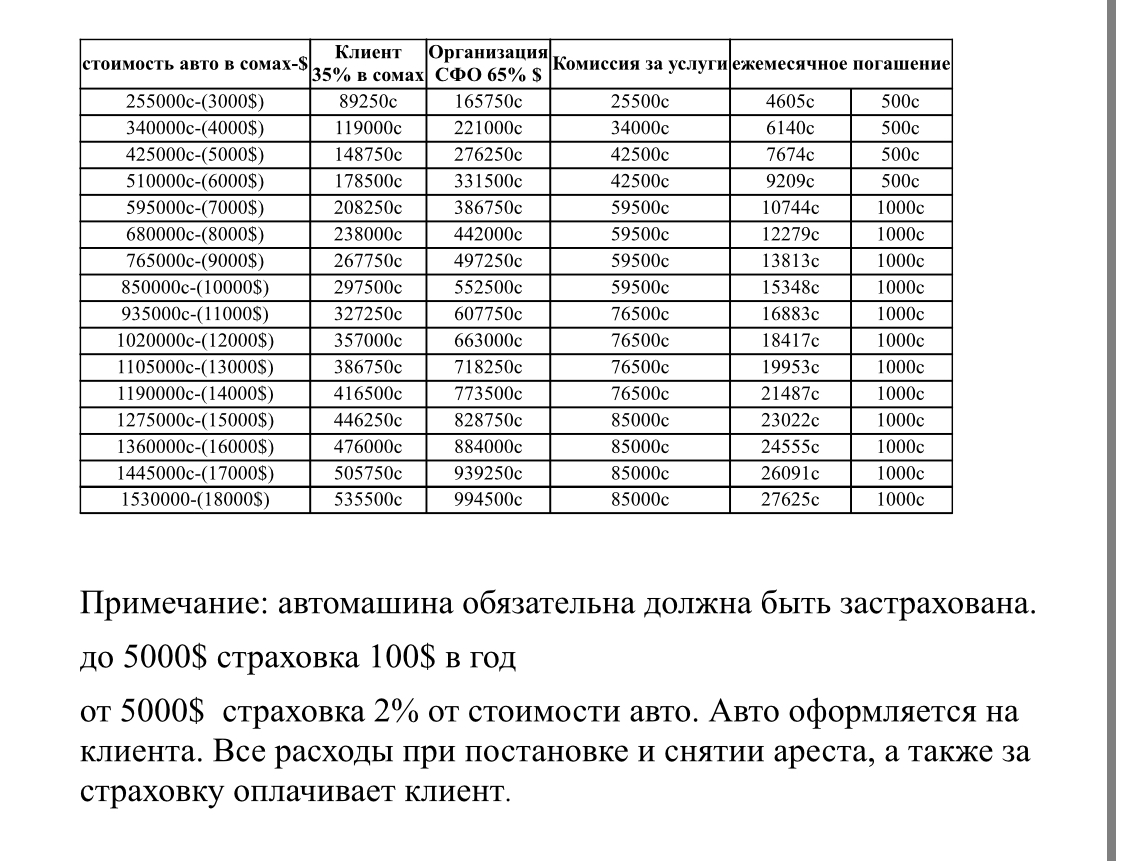 стоимость авто в сомах-$ Клиент 35% в сомах Организация СФО 65% $ Комиссия за услуги ежемесячное погашение
255000с-(3000$) 89250с 165750с 25500с 4605с 500с
340000с-(4000$) 119000с 221000с 34000с 6140с 500с
425000с-(5000$) 148750с 276250с 42500с 7674с 500с
510000с-(6000$) 178500с 331500с 42500с 9209с 500с
595000с-(7000$) 208250с 386750с 59500с 10744с 1000с
680000с-(8000$) 238000с 442000с 59500с 12279с 1000с
765000с-(9000$) 267750с 497250с 59500с 13813с 1000с
850000с-(10000$) 297500с 552500с 59500с 15348с 1000с
935000с-(11000$) 327250с 607750с 76500с 16883с 1000с
1020000с-(12000$) 357000с 663000с 76500с 18417с 1000с
1105000с-(13000$) 386750с 718250с 76500с 19953с 1000с
1190000с-(14000$) 416500с 773500с 76500с 21487с 1000с
1275000с-(15000$) 446250с 828750с 85000с 23022с 1000с
1360000с-(16000$) 476000с 884000с 85000с 24555с 1000с
1445000с-(17000$) 505750с 939250с 85000с 26091с 1000с
1530000-(18000$) 535500с 994500с 85000с 27625с 1000с
Примечание: автомашина обязательна должна быть застрахована.
до 5000$ страховка 100$ в год
от 5000$ страховка 2% от стоимости авто. Авто оформляется на
клиента. Все расходы при постановке и снятии ареста, а также за
страховку оплачивает клиент.